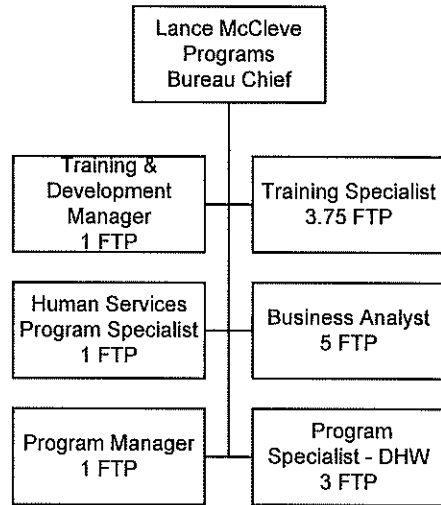 Lance McCleve
Programs
Bureau Chief
Training &
Development
Manager
1 FTP
Training Specialist
3.75 FTP
Human Services
Program Specialist
1 FTP
Business Analyst
5 FTP
Program Manager
1 FTP
Program
Specialist - DHW
3 FTP